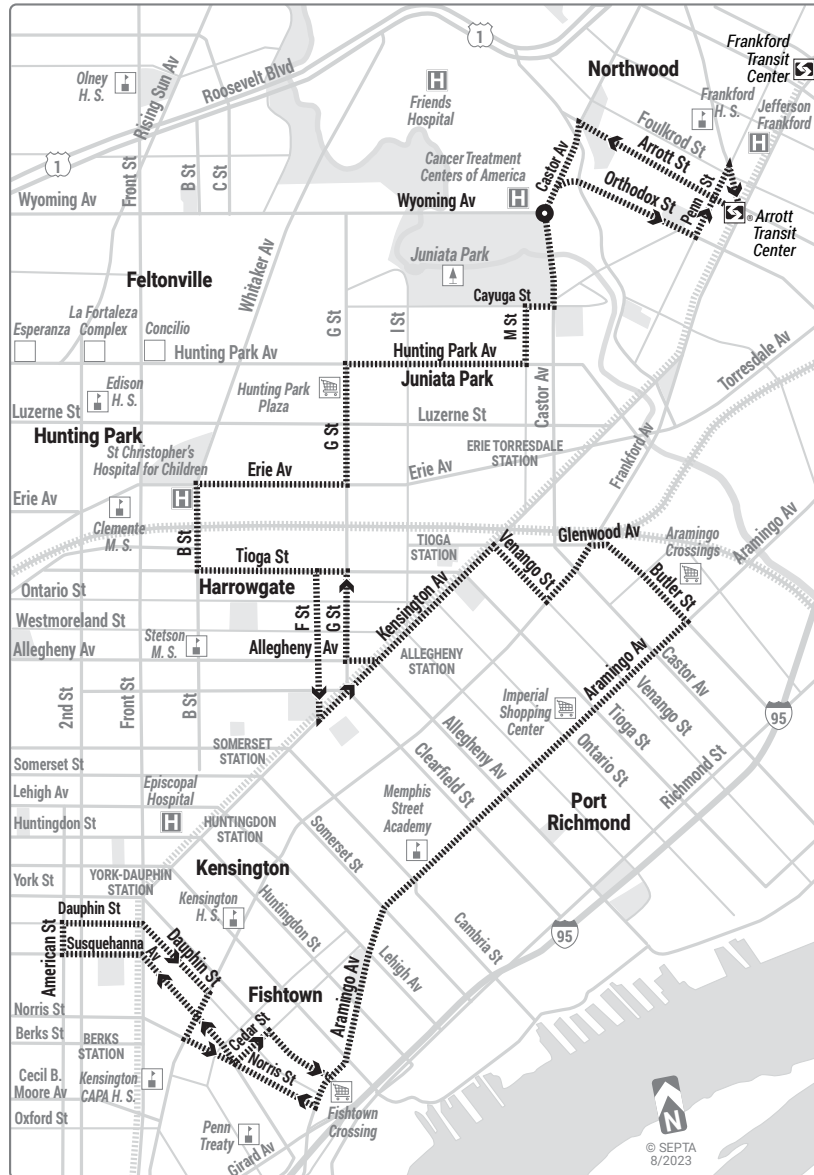 1
Frankford
Transit
Center
Northwood
Olney
H. S.
Rising Sun Av
Roosevelt Blvd
Friends
Hospital
Frankford
H. S.
Jefferson
Frankford
Foulkrod St
Arrott St
1
Front St
B St
C St
Cancer Treatment
Centers of America
Castor Av
Orthodox St
Penn St
Wyoming Av
Wyoming Av
® Arrott
Transit
Center
Whitaker Av
Juniata Park
Feltonville
Cayuga St
G St
I St
M St
Esperanza
La Fortaleza
Complex
Concilio
Hunting Park Av
Hunting Park Av
Juniata Park
Castor Av
Torresdale Av
Edison
H. S.
Hunting Park
Plaza
Luzerne St
Luzerne St
Frankford Av
Hunting Park
G St
ERIE TORRESDALE
STATION
St Christopher's
Hospital for Children
Erie Av
Erie Av
Erie Av
Clemente
M. S.
B St
TIOGA
STATION
Glenwood Av
Aramingo
Crossings
Aramingo Av
Tioga St
Venango St
Butler St
Ontario St
Harrowgate
F St
G St
Kensington Av
Westmoreland St
Stetson
M. S.
Allegheny Av
Allegheny Av
ALLEGHENY
STATION
Aramingo Av
Castor Av
2nd St
Front St
B St
Imperial
Shopping
Center
Venango St
Tioga St
Ontario St
95
Allegheny Av
Richmond St
SOMERSET
STATION
Clearfield St
Somerset St
Lehigh Av
Episcopal
Hospital
Memphis
Street
Academy
Port
Richmond
Huntingdon St
HUNTINGDON
STATION
Somerset St
Kensington
York St
YORK-DAUPHIN
STATION
Kensington
H. S.
Huntingdon St
Dauphin St
Cambria St
95
American St
Susquehanna Av
Dauphin St
Lehigh Av
Fishtown
Aramingo Av
Norris St
Cedar St
Berks St
BERKS
STATION
Norris St
Cecil B.
Moore Av
Kensington
CAPA H. S.
Oxford St
Penn
Treaty
Fishtown
Crossing
Girard Av
N
© SEPTA
8/2023